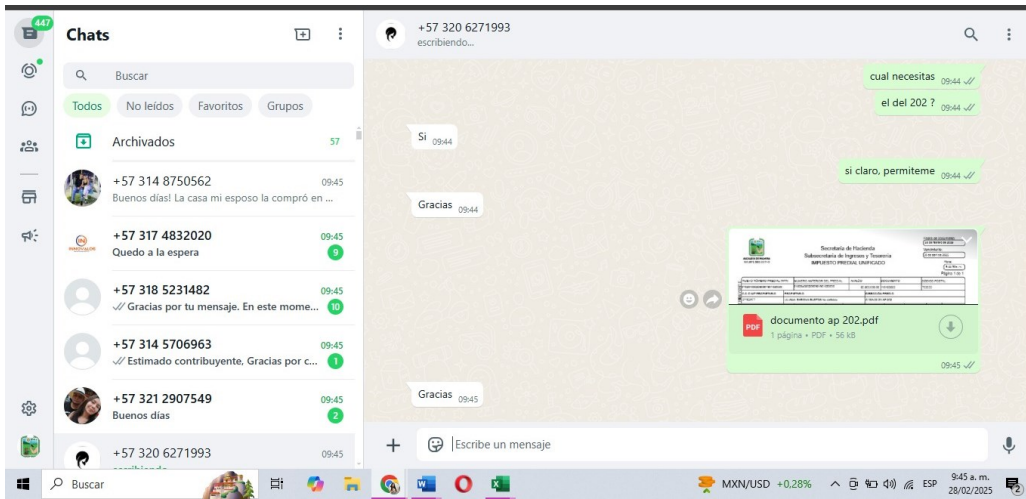 447
Chats
Buscar
Todos
No leídos
Favoritos
Grupos
Archivados
57
+57 314 8750562
09:45
Buenos días! La casa mi esposo la compró en ...
+57 317 4832020
09:45
Quedo a la espera
9
+57 318 5231482
09:45
Gracias por tu mensaje. En este mome...
10
+57 314 5706963
09:45
Estimado contribuyente, Gracias por c...
1
+57 321 2907549
09:45
Buenos días
2
+57 320 6271993
09:45
+57 320 6271993
escribiendo...
cual necesitas 09:44
el del 202 ? 09:44
Si 09:44
si claro, permiteme 09:44
Gracias 09:44
Secretaría de Hacienda
Subsecretaría de Ingresos y Tesorería
IMPUESTO PREDIAL UNIFICADO
Página 1 de 1
PDF
documento ap 202.pdf
1 página • PDF • 56 kB
09:45
Gracias 09:45
Escribe un mensaje
Buscar
MXN/USD +0,28%
ESP
9:45 a. m.
28/02/2025
2